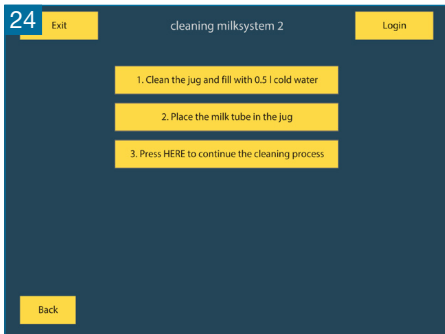 24
Exit
cleaning milksystem 2
Login
1. Clean the jug and fill with 0.5 l cold water
2. Place the milk tube in the jug
3. Press HERE to continue the cleaning process
Back